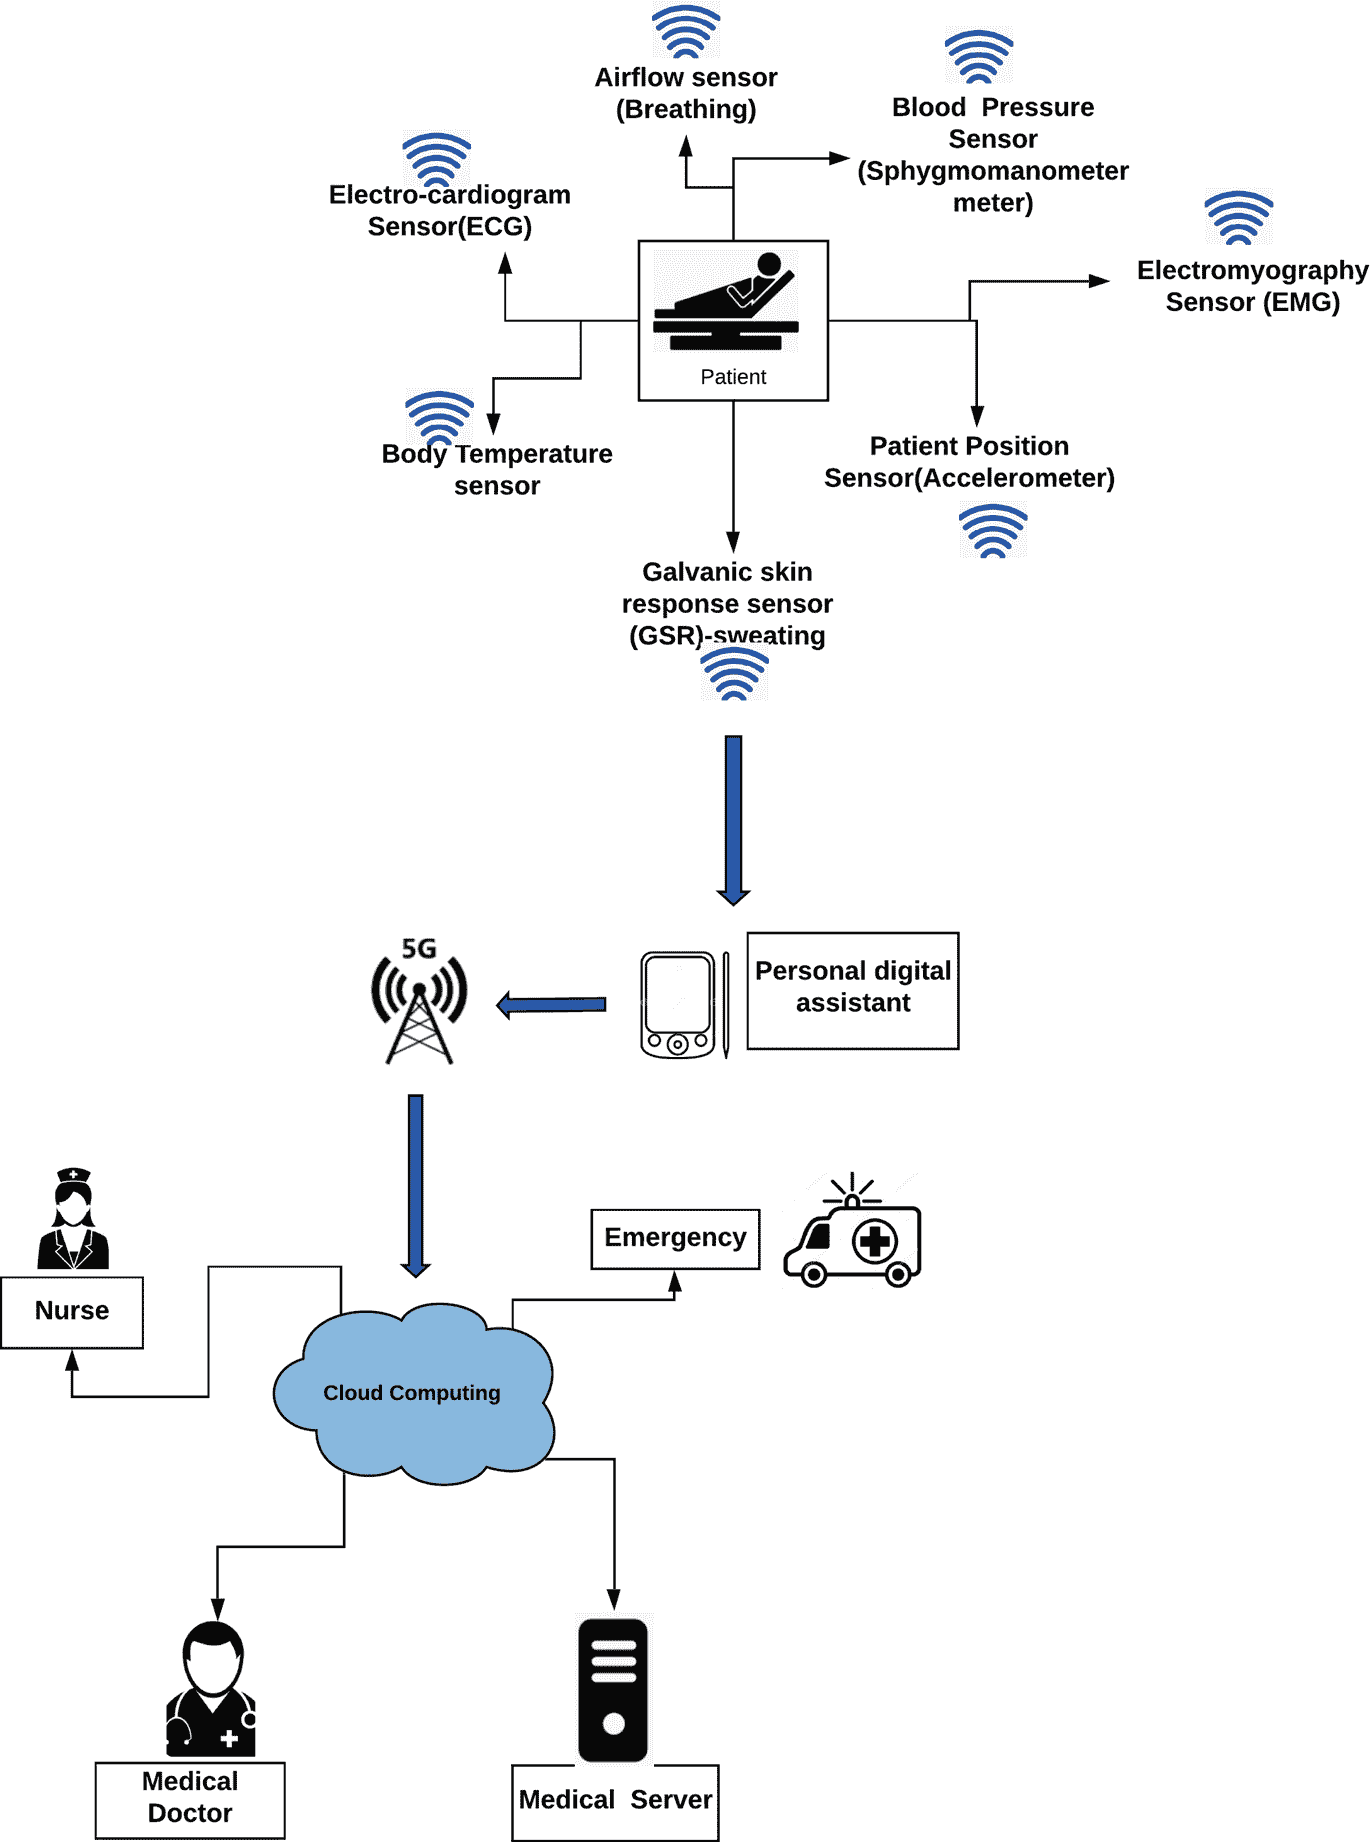 Airflow sensor
(Breathing)
Blood Pressure
Sensor
(Sphygmomanometer
meter)
Electro-cardiogram
Sensor(ECG)
Electromyography
Sensor (EMG)
Patient
Body Temperature
sensor
Patient Position
Sensor(Accelerometer)
Galvanic skin
response sensor
(GSR)-sweating
5G
Personal digital
assistant
Emergency
Nurse
Cloud Computing
Medical
Doctor
Medical Server